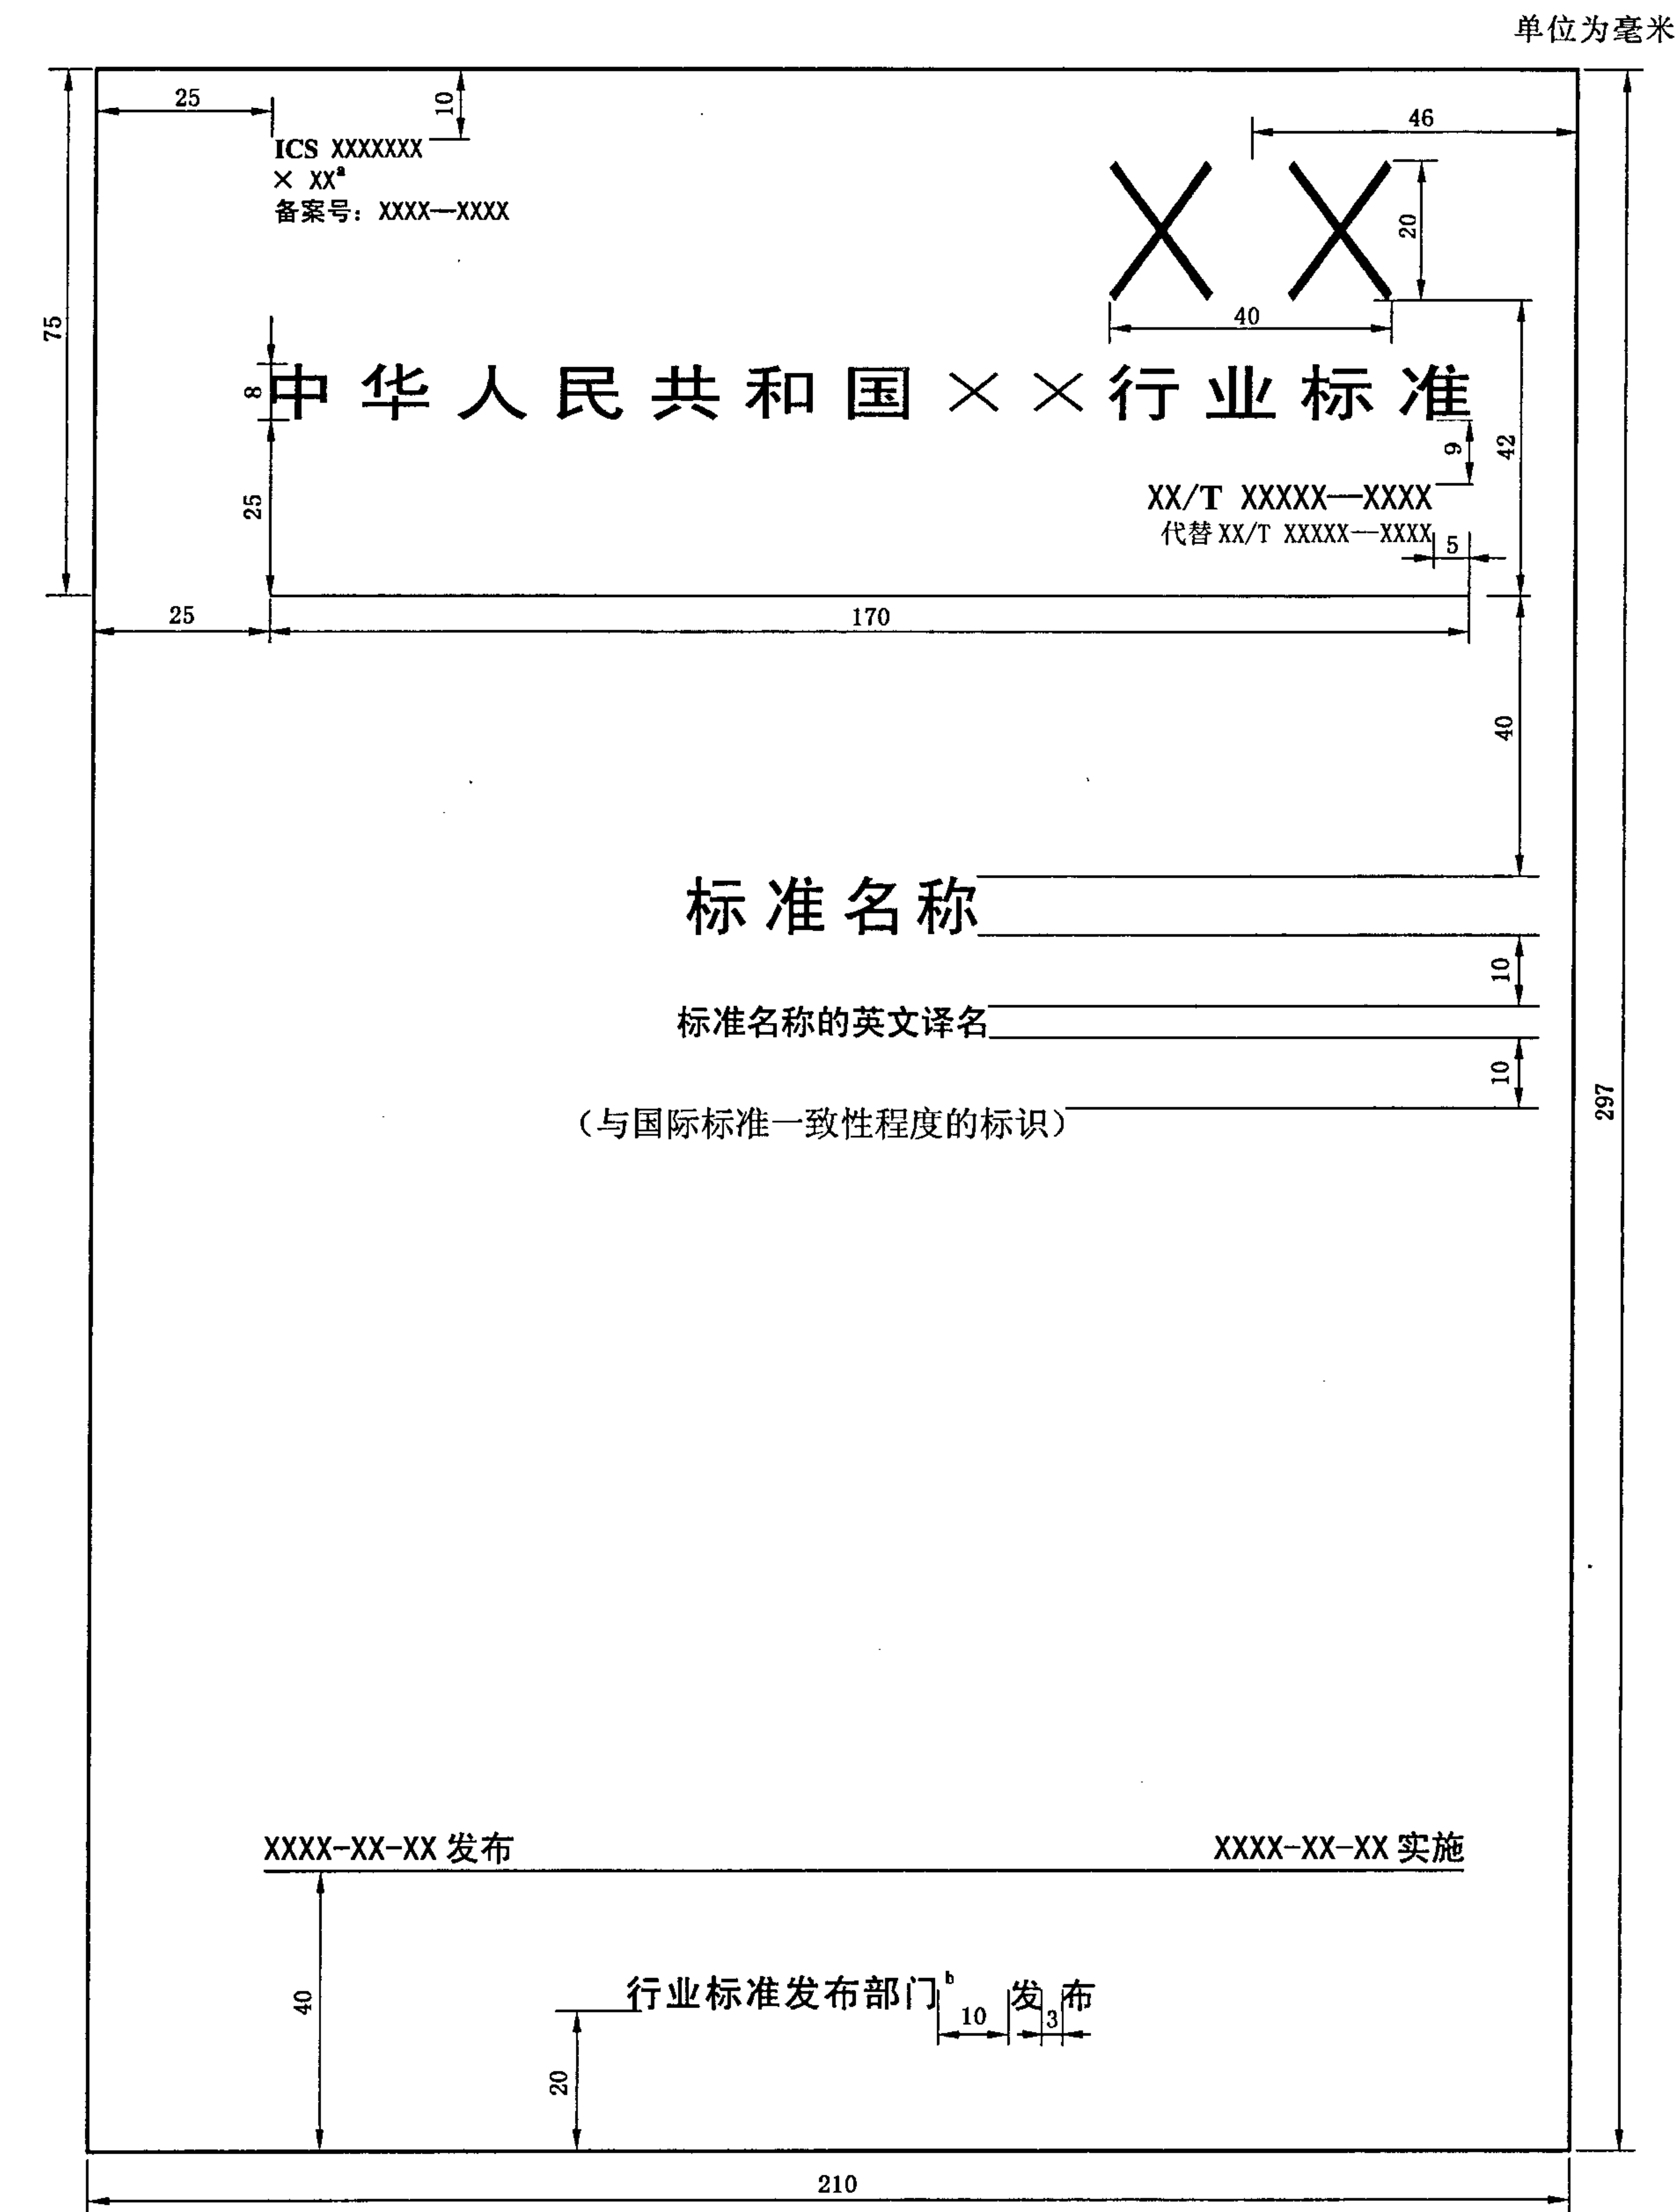 单位为毫米
25
10
46
ICS XXXXXXX
× XXª
备案号：XXXX—XXXX
XX
20
40
75
8
中华人民共和国××行业标准
9
42
25
XX/T XXXXX—XXXX
代替XX/T XXXXX—XXXX
5
25
170
40
标准名称
10
标准名称的英文译名
10
（与国际标准一致性程度的标识）
297
XXXX-XX-XX 发布
XXXX-XX-XX 实施
40
行业标准发布部门ᵇ 发布
10
3
20
210